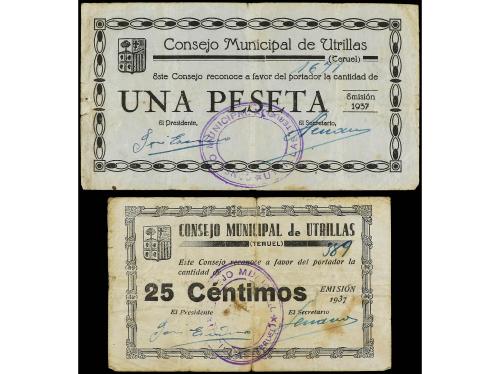 Consejo Municipal de Utrillas
(Teruel)
Este Consejo reconoce a favor del portador la cantidad de
UNA PESETA
Emisión
1937
El Presidente,
El Secretario,
CONSEJO MUNICIPAL de UTRILLAS
(TERUEL)
389
Este Consejo reconoce a favor del portador la
cantidad de
25 Céntimos
EMISIÓN
1937
El Presidente
El Secretario